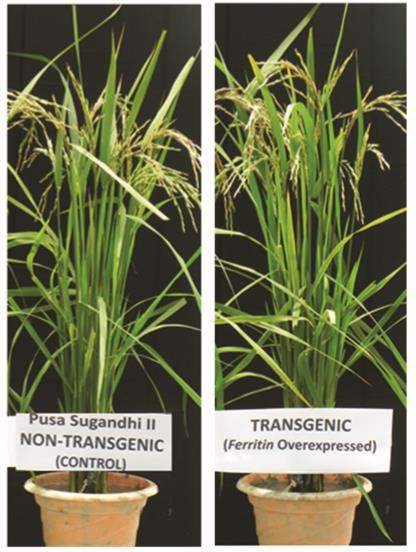 Pusa Sugandhi II
NON-TRANSGENIC
(CONTROL)
TRANSGENIC
(Ferritin Overexpressed)